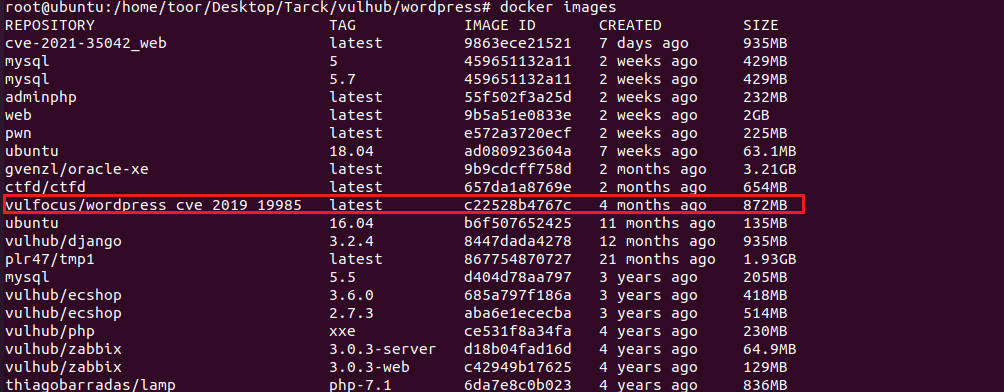 root@ubuntu:/home/toor/Desktop/Tarck/vulhub/wordpress# docker images
REPOSITORY TAG IMAGE ID CREATED SIZE
cve-2021-35042_web latest 9863ece21521 7 days ago 935MB
mysql 5 459651132a11 2 weeks ago 429MB
mysql 5.7 459651132a11 2 weeks ago 429MB
adminphp latest 55f502f3a25d 2 weeks ago 232MB
web latest 9b5a51e0833e 2 weeks ago 2GB
pwn latest e572a3720ecf 2 weeks ago 225MB
ubuntu 18.04 ad080923604a 7 weeks ago 63.1MB
gvenzl/oracle-xe latest 9b9cdcff758d 2 months ago 3.21GB
ctfd/ctfd latest 657da1a8769e 2 months ago 654MB
vulfocus/wordpress_cve_2019_19985 latest c22528b4767c 4 months ago 872MB
ubuntu 16.04 b6f507652425 11 months ago 135MB
vulhub/django 3.2.4 8447dada4278 12 months ago 935MB
plr47/tmp1 latest 867754870727 21 months ago 1.93GB
mysql 5.5 d404d78aa797 3 years ago 205MB
vulhub/ecshop 3.6.0 685a797f186a 3 years ago 418MB
vulhub/ecshop 2.7.3 aba6e1ececba 3 years ago 514MB
vulhub/php xxe ce531f8a34fa 4 years ago 230MB
vulhub/zabbix 3.0.3-server d18b04fad16d 4 years ago 64.9MB
vulhub/zabbix 3.0.3-web c42949b17625 4 years ago 129MB
thiagobarradas/lamp php-7.1 6da7e8c0b023 4 years ago 836MB